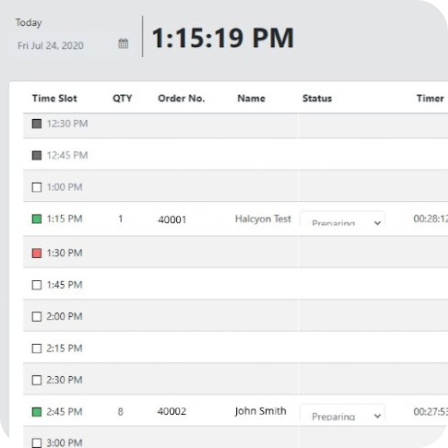 Today
Fri Jul 24, 2020
1:15:19 PM
Time Slot QTY Order No. Name Status Timer
12:30 PM
12:45 PM
1:00 PM
1:15 PM 1 40001 Halcyon Test Preparing 00:28:12
1:30 PM
1:45 PM
2:00 PM
2:15 PM
2:30 PM
2:45 PM 8 40002 John Smith Preparing 00:27:53
3:00 PM